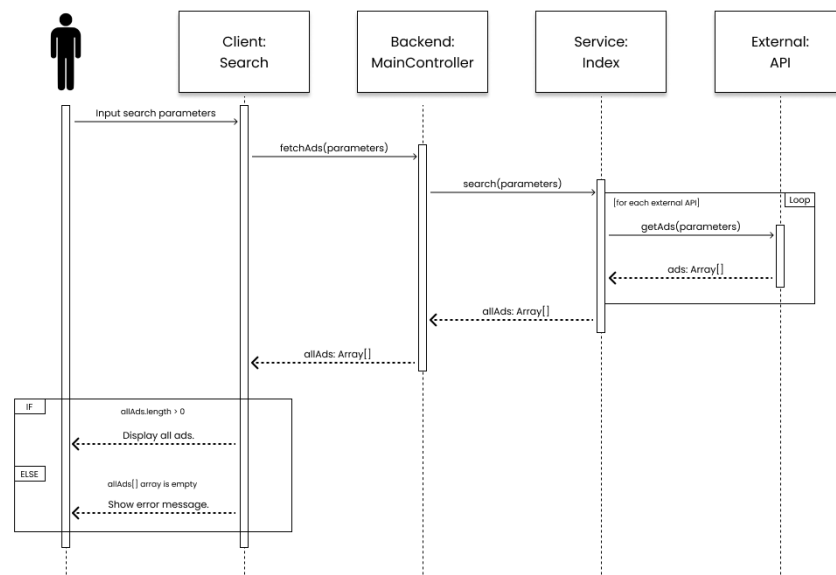 Client:
Search
Backend:
MainController
Service:
Index
External:
API
Input search parameters
fetchAds(parameters)
search(parameters)
[for each external API]
Loop
getAds(parameters)
ads: Array[]
allAds: Array[]
allAds: Array[]
IF
allAds.length > 0
Display all ads.
ELSE
allAds[] array is empty
Show error message.